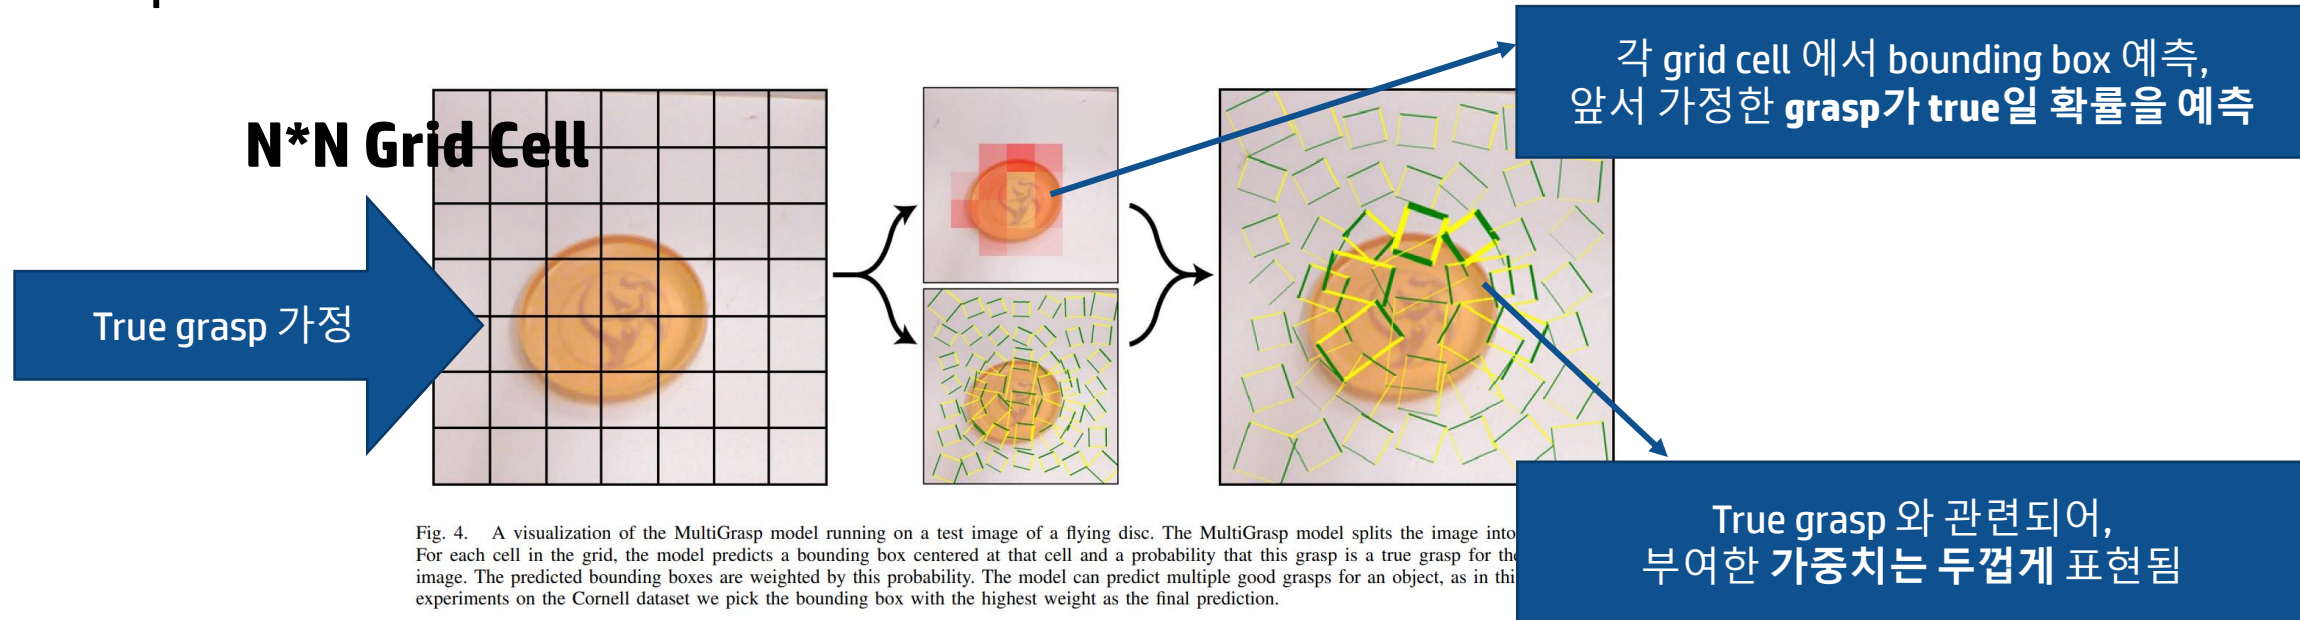 각 grid cell 에서 bounding box 예측,
앞서 가정한 grasp가 true일 확률을 예측
N*N Grid Cell
True grasp 가정
True grasp 와 관련되어,
부여한 가중치는 두껍게 표현됨
Fig. 4. A visualization of the MultiGrasp model running on a test image of a flying disc. The MultiGrasp model splits the image into
For each cell in the grid, the model predicts a bounding box centered at that cell and a probability that this grasp is a true grasp for the
image. The predicted bounding boxes are weighted by this probability. The model can predict multiple good grasps for an object, as in thi
experiments on the Cornell dataset we pick the bounding box with the highest weight as the final prediction.